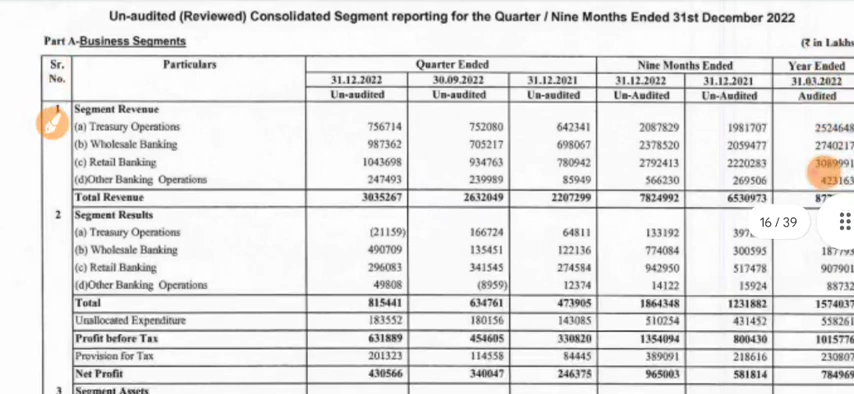 Un-audited (Reviewed) Consolidated Segment reporting for the Quarter / Nine Months Ended 31st December 2022
Part A-Business Segments (₹ in Lakhs
Sr. No. Particulars Quarter Ended Nine Months Ended Year Ended
31.12.2022 30.09.2022 31.12.2021 31.12.2022 31.12.2021 31.03.2022
Un-audited Un-audited Un-audited Un-Audited Un-Audited Audited
1 Segment Revenue
(a) Treasury Operations 756714 752080 642341 2087829 1981707 2524648
(b) Wholesale Banking 987362 705217 698067 2378520 2059477 2740217
(c) Retail Banking 1043698 934763 780942 2792413 2220283 3089991
(d)Other Banking Operations 247493 239989 85949 566230 269506 423163
Total Revenue 3035267 2632049 2207299 7824992 6530973
2 Segment Results 16 / 39
(a) Treasury Operations (21159) 166724 64811 133192
(b) Wholesale Banking 490709 135451 122136 774084 300595
(c) Retail Banking 296083 341545 274584 942950 517478 907901
(d)Other Banking Operations 49808 (8959) 12374 14122 15924 88732
Total 815441 634761 473905 1864348 1231882 1574037
Unallocated Expenditure 183552 180156 143085 510254 431452 558261
Profit before Tax 631889 454605 330820 1354094 800430 1015776
Provision for Tax 201323 114558 84445 389091 218616 230807
Net Profit 430566 340047 246375 965003 581814 784969
3 Segment Assets